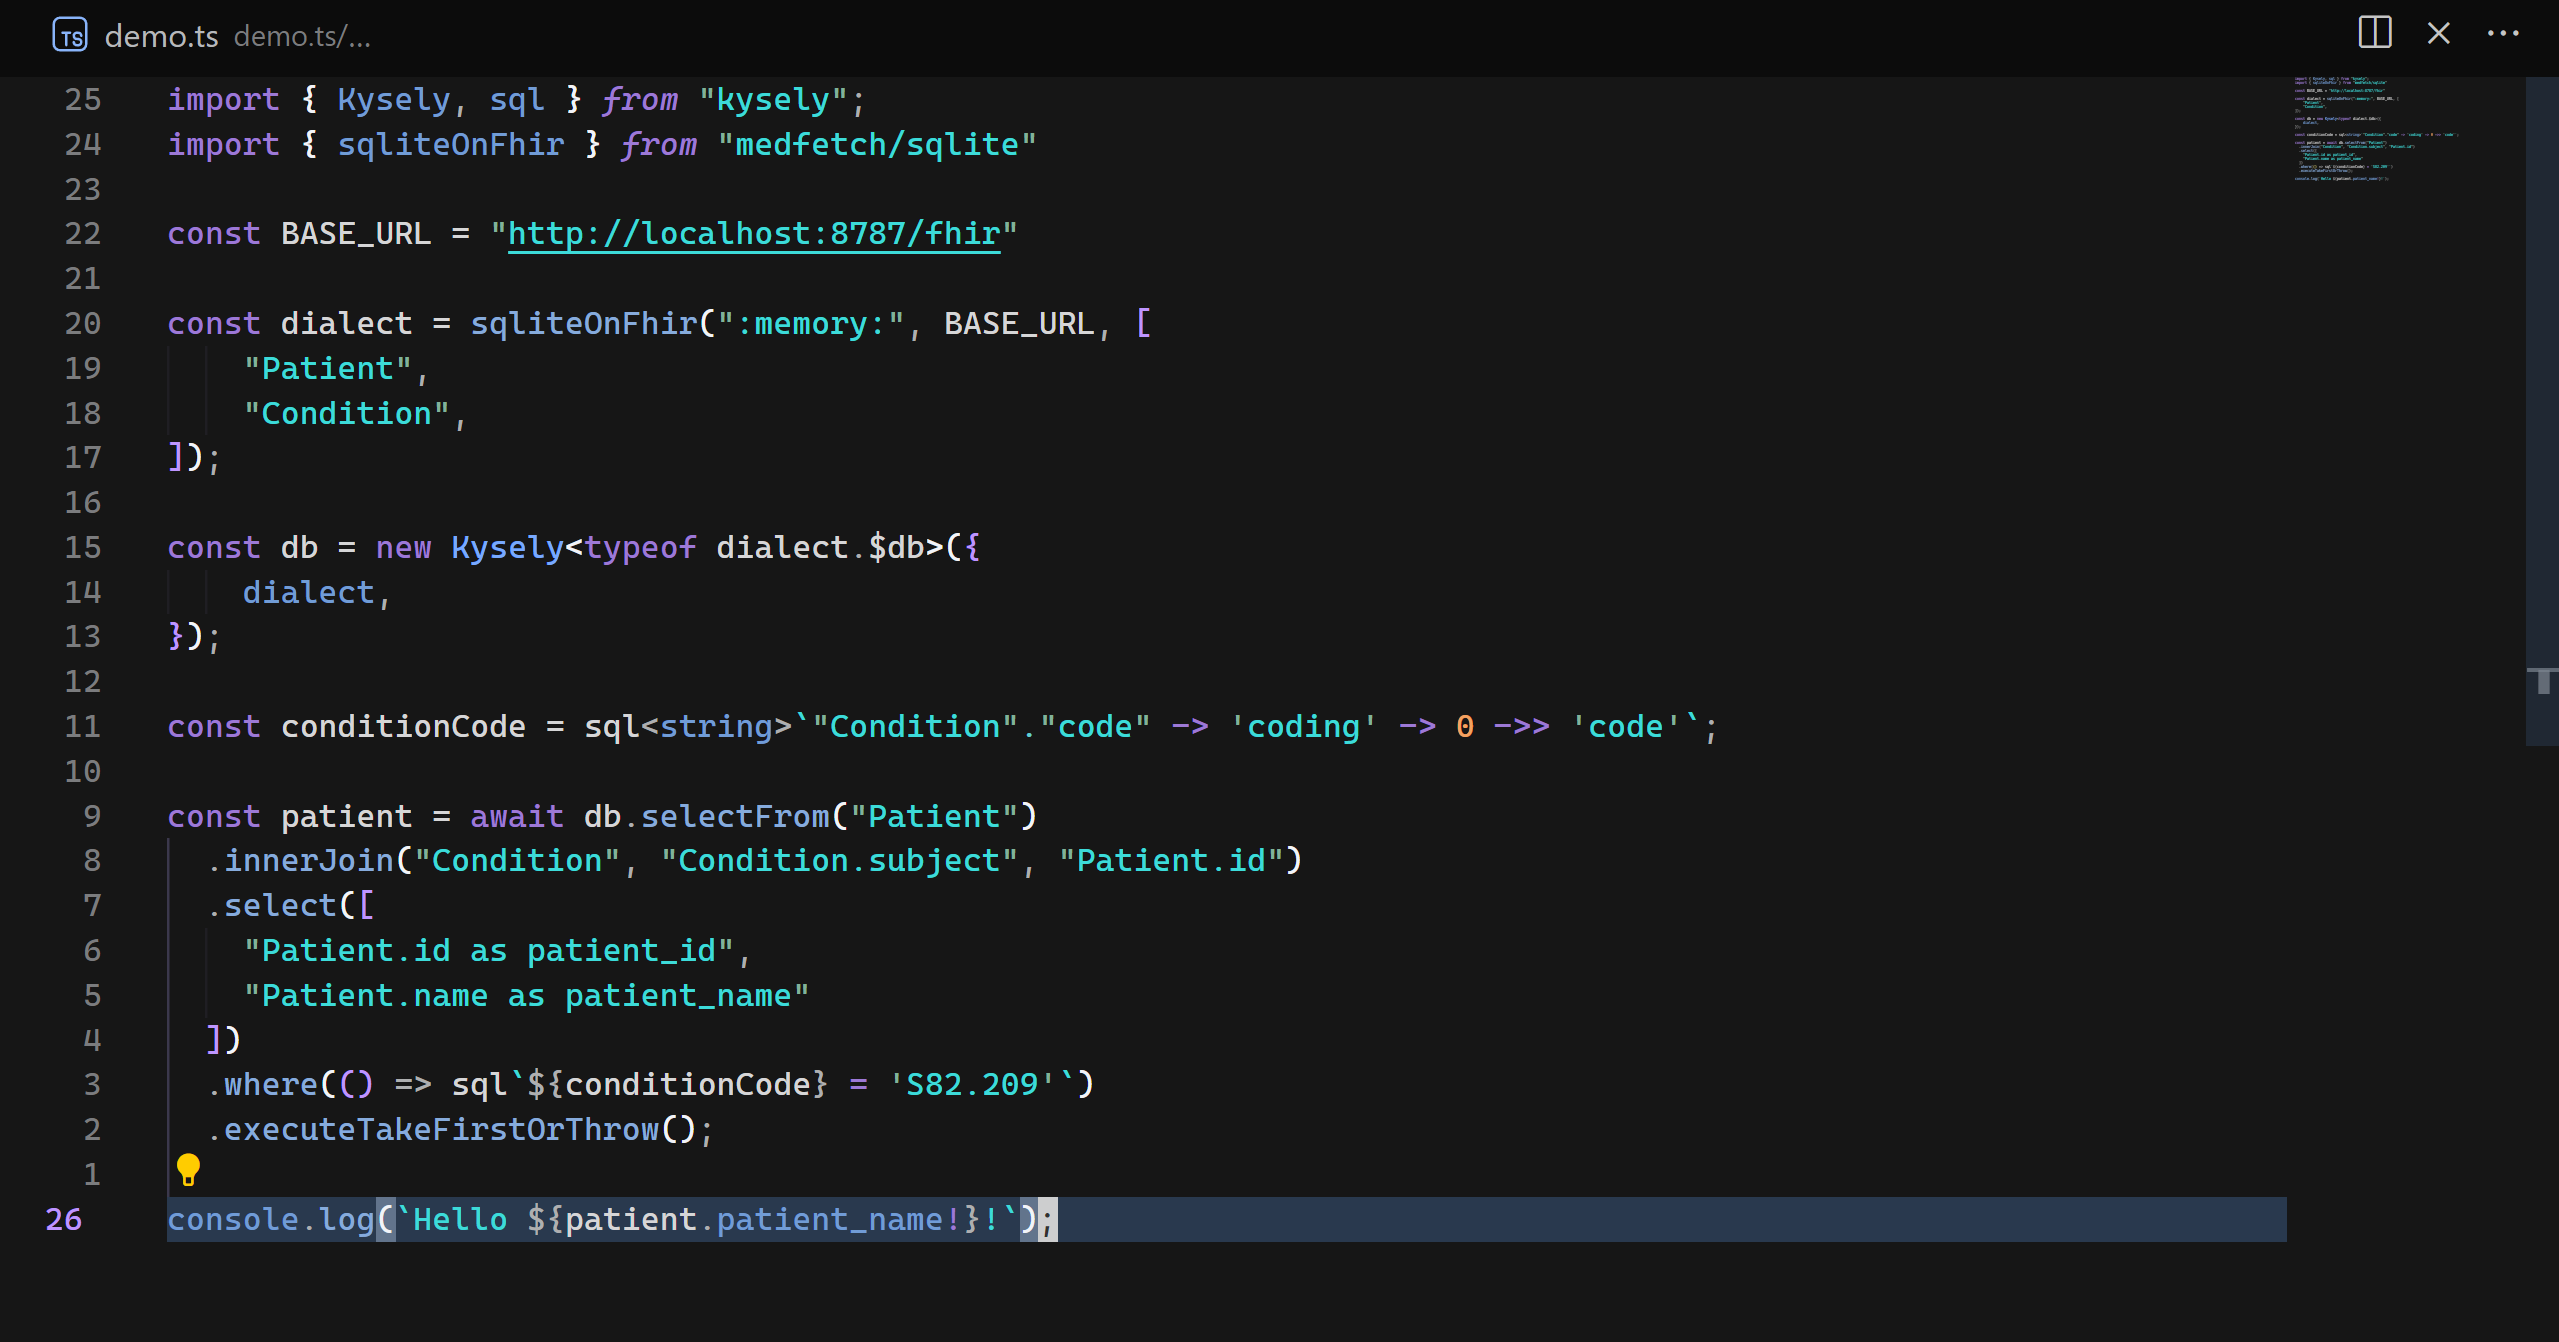 demo.ts demo.ts/...
25 import { Kysely, sql } from "kysely";
24 import { sqliteOnFhir } from "medfetch/sqlite"
23
22 const BASE_URL = "http://localhost:8787/fhir"
21
20 const dialect = sqliteOnFhir(":memory:", BASE_URL, [
19     "Patient",
18     "Condition",
17 ]);
16
15 const db = new Kysely<typeof dialect.$db>({
14     dialect,
13 });
12
11 const conditionCode = sql<string>`"Condition"."code" -> 'coding' -> 0 ->> 'code'`;
10
9 const patient = await db.selectFrom("Patient")
8   .innerJoin("Condition", "Condition.subject", "Patient.id")
7   .select([
6     "Patient.id as patient_id",
5     "Patient.name as patient_name"
4   ])
3   .where(() => sql`${conditionCode} = 'S82.209'`)
2   .executeTakeFirstOrThrow();
1
26 console.log(`Hello ${patient.patient_name!}!`);